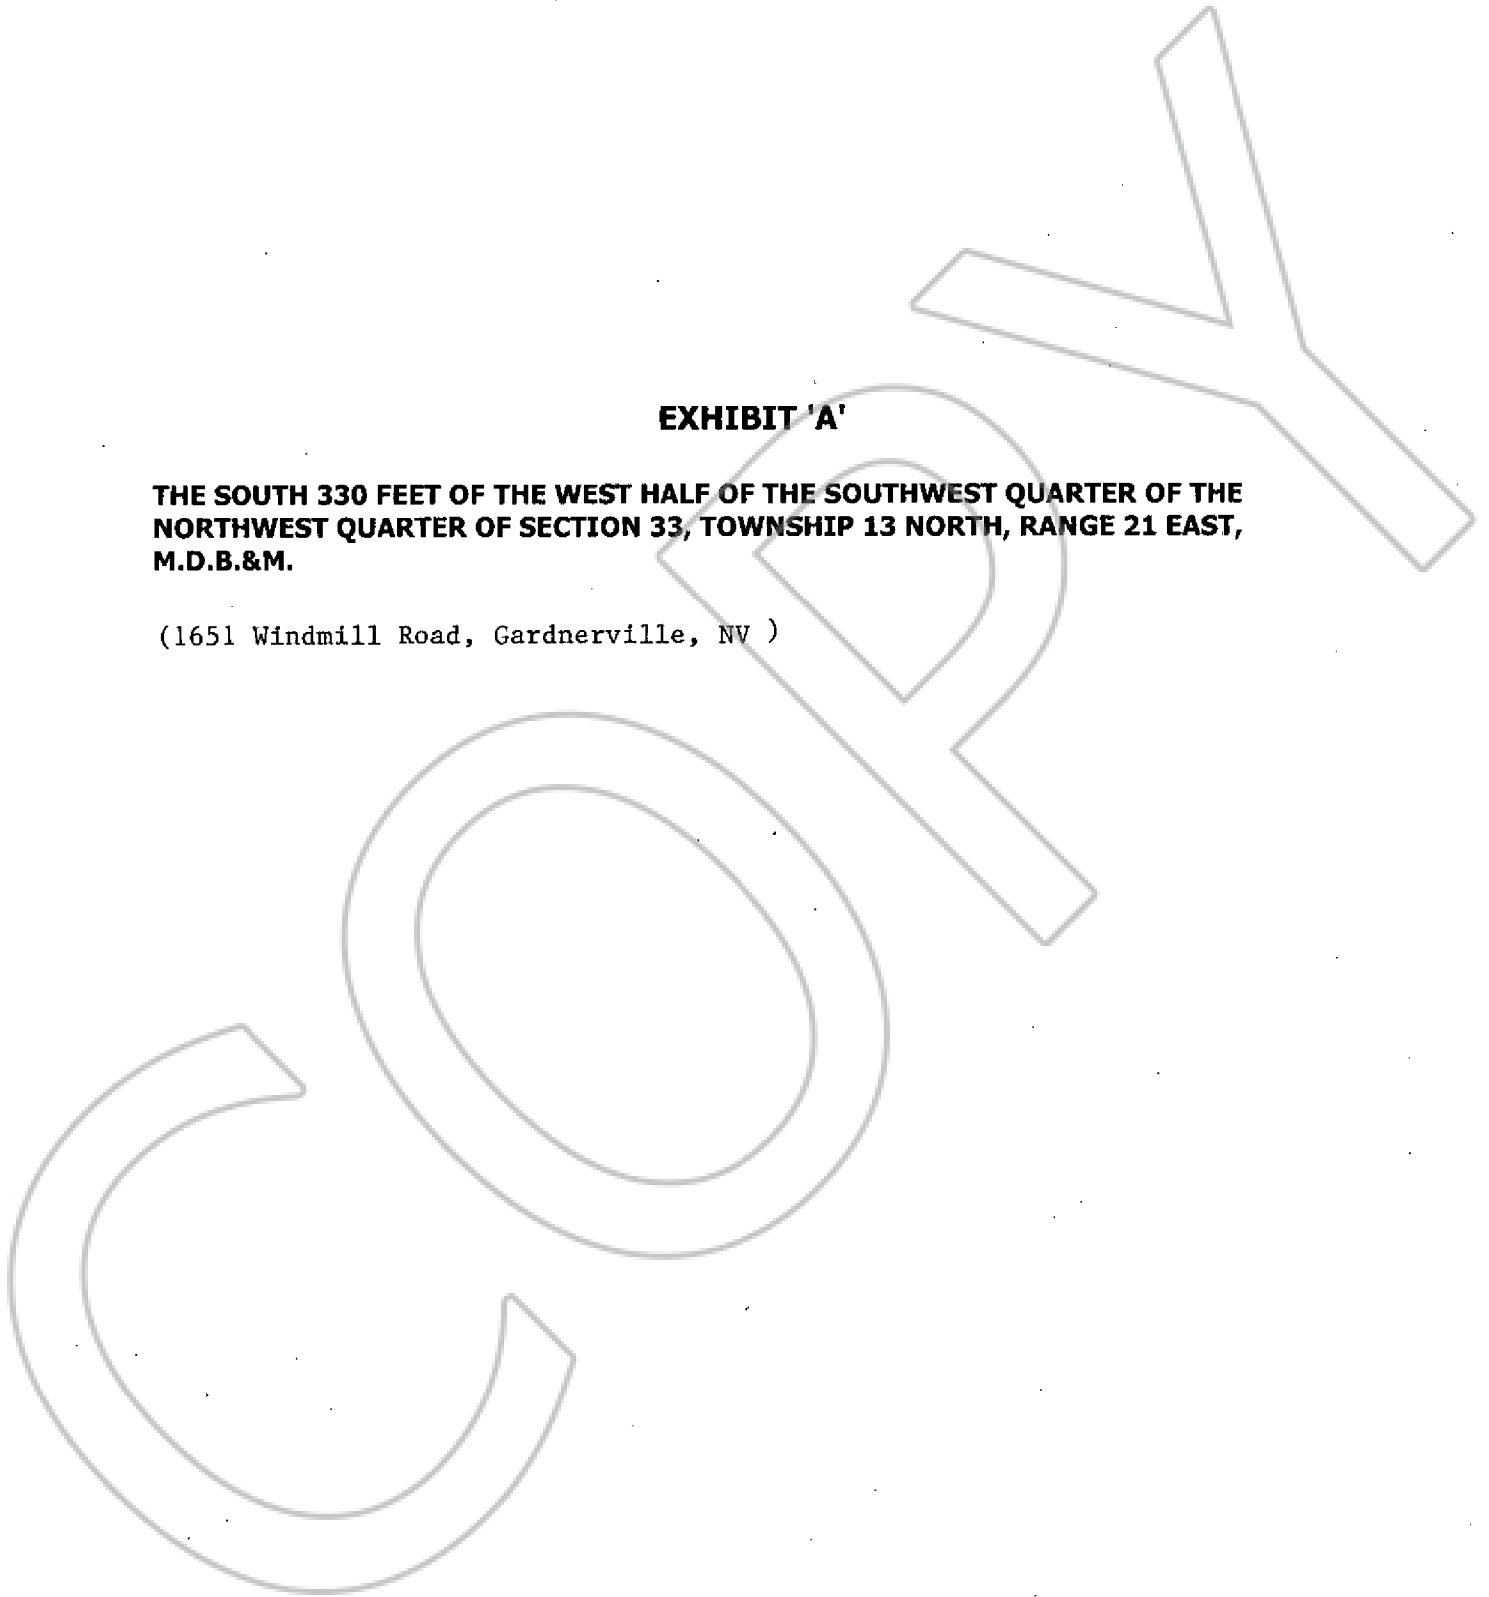 EXHIBIT 'A'
THE SOUTH 330 FEET OF THE WEST HALF OF THE SOUTHWEST QUARTER OF THE
NORTHWEST QUARTER OF SECTION 33, TOWNSHIP 13 NORTH, RANGE 21 EAST,
M.D.B.&M.
(1651 Windmill Road, Gardnerville, NV )
COPY